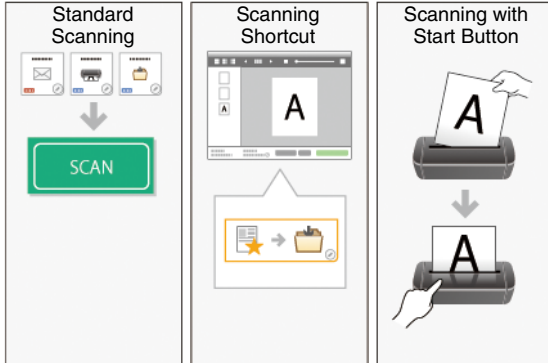 Standard
Scanning
SCAN
Scanning
Shortcut
A
A
Scanning with
Start Button
A
A